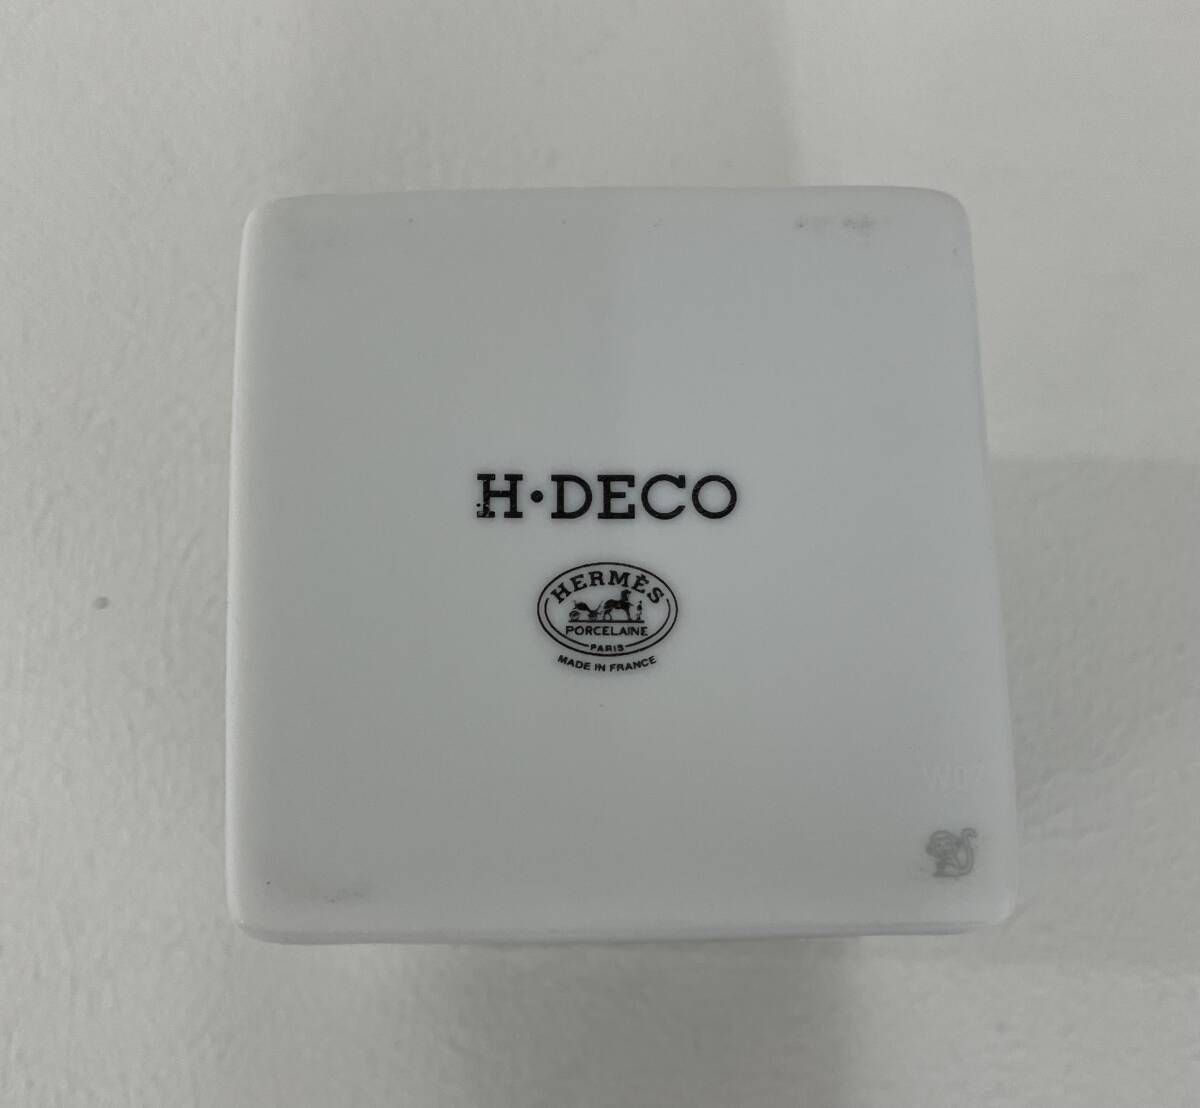 H·DECO
HERMÈS
PORCELAINE
PARIS
MADE IN FRANCE